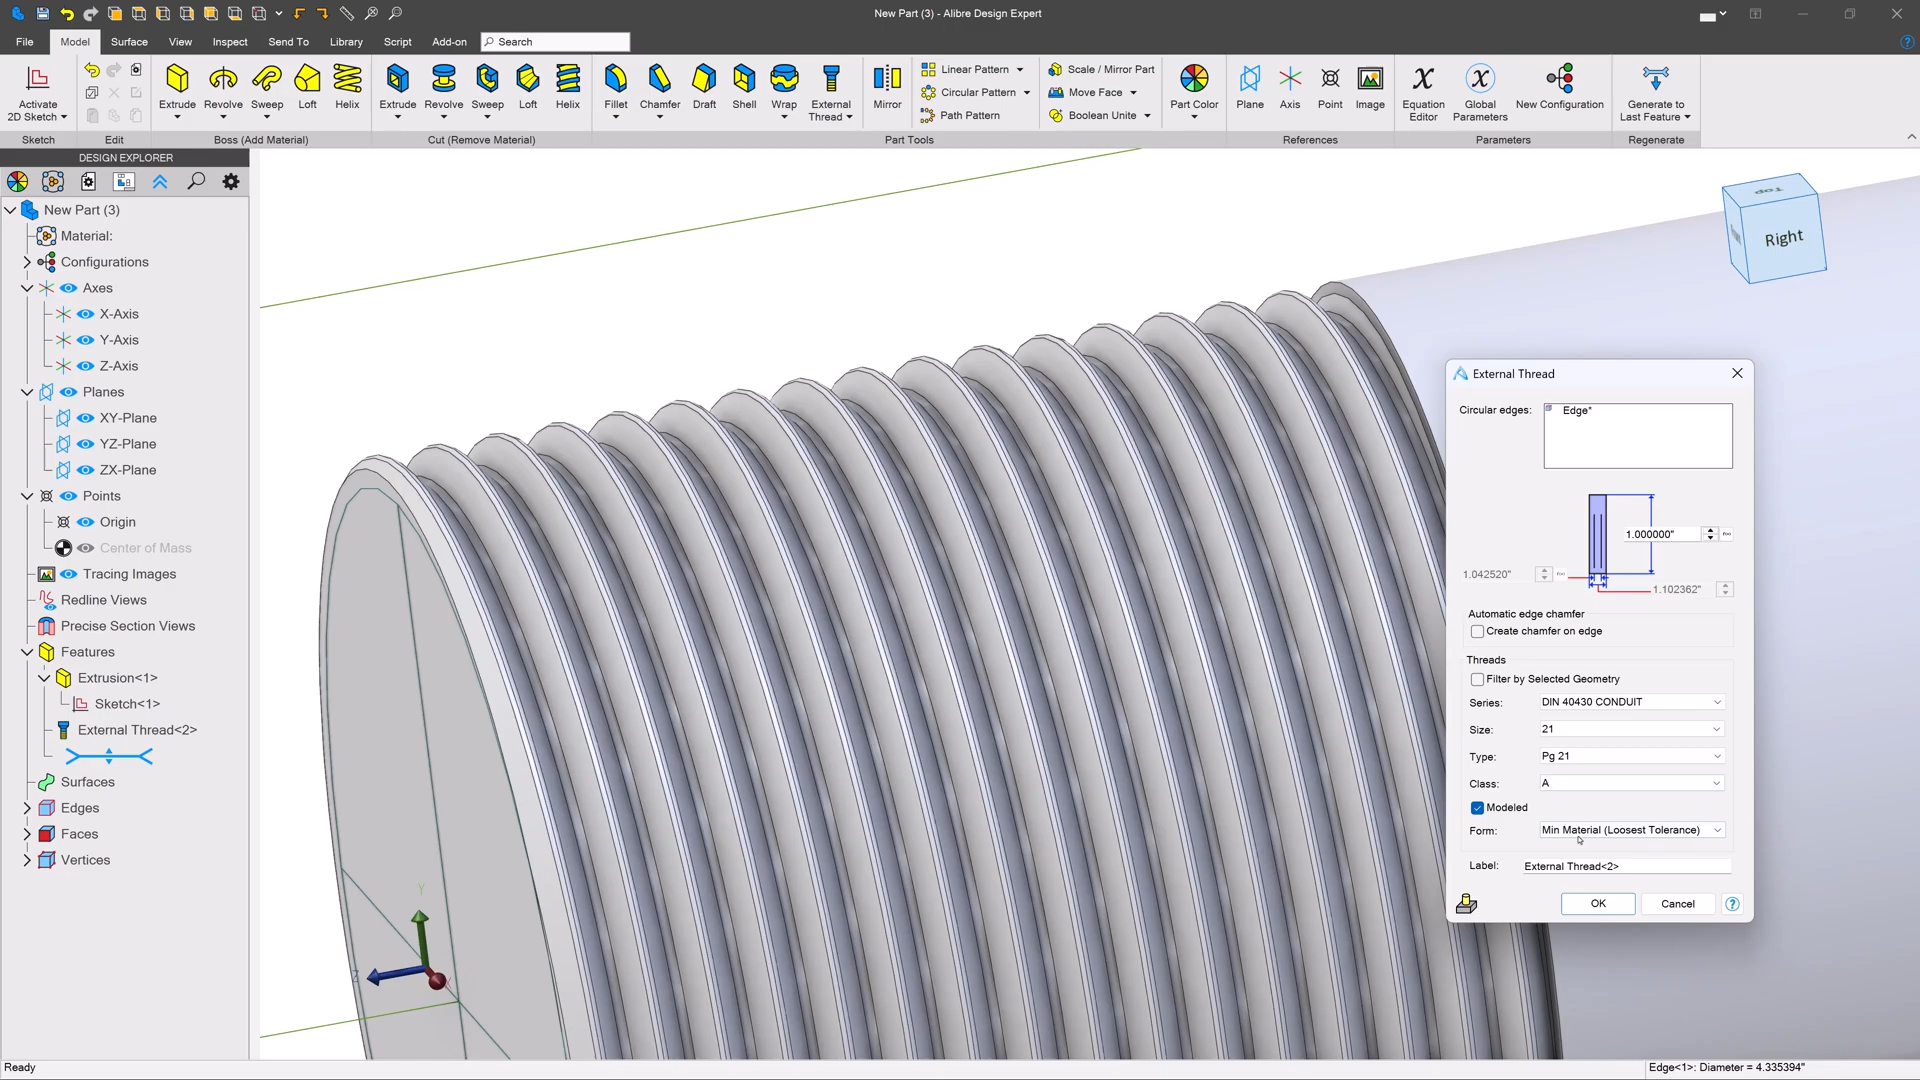 New Part (3) - Alibre Design Expert
File Model Surface View Inspect Send To Library Script Add-on Search
Activate 2D Sketch
Sketch
Edit
Extrude Revolve Sweep Loft Helix
Boss (Add Material)
Extrude Revolve Sweep Loft Helix
Cut (Remove Material)
Fillet Chamfer Draft Shell Wrap External Thread Mirror
Linear Pattern
Circular Pattern
Path Pattern
Scale / Mirror Part
Move Face
Boolean Unite
Part Color
Part Tools
Plane Axis Point Image
References
Equation Editor Global Parameters New Configuration
Parameters
Generate to Last Feature
Regenerate
DESIGN EXPLORER
New Part (3)
Material:
Configurations
Axes
X-Axis
Y-Axis
Z-Axis
Planes
XY-Plane
YZ-Plane
ZX-Plane
Points
Origin
Center of Mass
Tracing Images
Redline Views
Precise Section Views
Features
Extrusion<1>
Sketch<1>
External Thread<2>
Surfaces
Edges
Faces
Vertices
Top
Right
Y
Z
X
External Thread
Circular edges: Edge*
1.000000"
1.042520"
1.102362"
Automatic edge chamfer
Create chamfer on edge
Threads
Filter by Selected Geometry
Series: DIN 40430 CONDUIT
Size: 21
Type: Pg 21
Class: A
Modeled
Form: Min Material (Loosest Tolerance)
Label: External Thread<2>
OK Cancel
Ready
Edge<1>: Diameter = 4.335394"